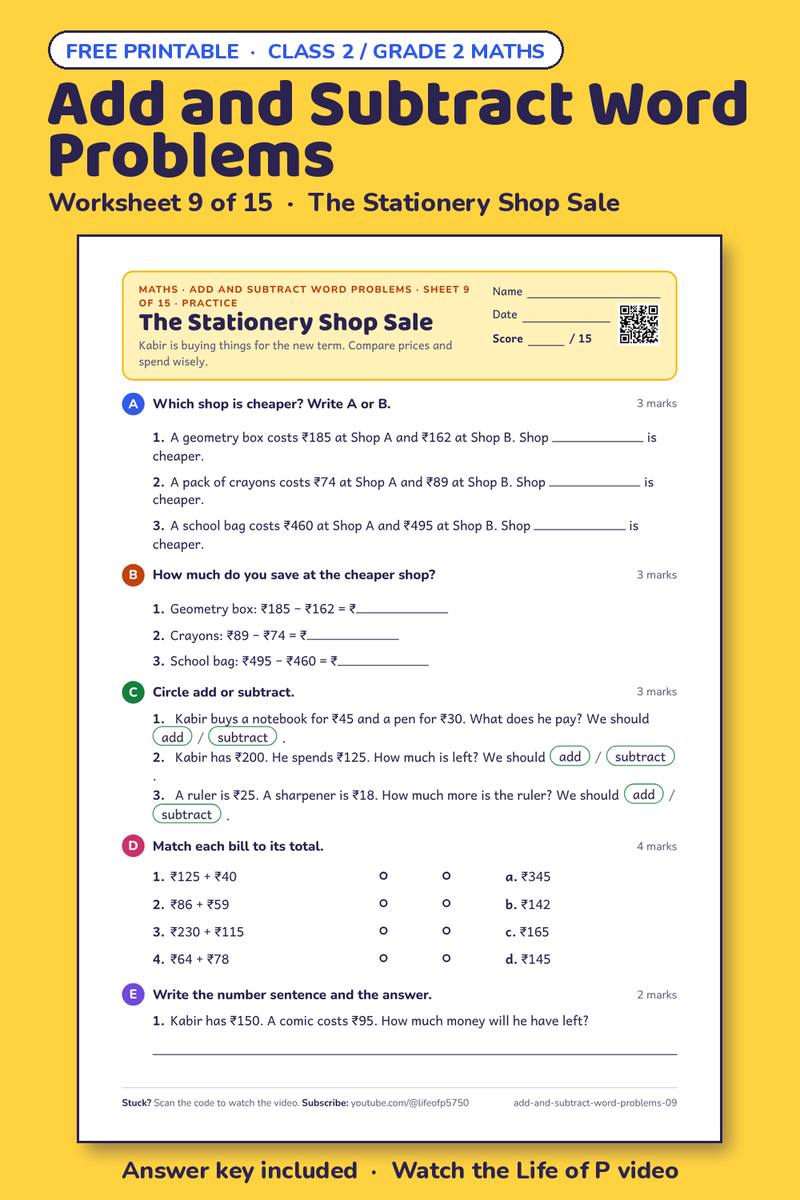 FREE PRINTABLE · CLASS 2 / GRADE 2 MATHS
Add and Subtract Word
Problems
Worksheet 9 of 15 · The Stationery Shop Sale
MATHS · ADD AND SUBTRACT WORD PROBLEMS · SHEET 9
OF 15 · PRACTICE
The Stationery Shop Sale
Kabir is buying things for the new term. Compare prices and
spend wisely.
Name ____________
Date ____________
Score _____ / 15
A Which shop is cheaper? Write A or B. 3 marks
1. A geometry box costs ₹185 at Shop A and ₹162 at Shop B. Shop ____________ is
cheaper.
2. A pack of crayons costs ₹74 at Shop A and ₹89 at Shop B. Shop ____________ is
cheaper.
3. A school bag costs ₹460 at Shop A and ₹495 at Shop B. Shop ____________ is
cheaper.
B How much do you save at the cheaper shop? 3 marks
1. Geometry box: ₹185 − ₹162 = ₹____________
2. Crayons: ₹89 − ₹74 = ₹____________
3. School bag: ₹495 − ₹460 = ₹____________
C Circle add or subtract. 3 marks
1. Kabir buys a notebook for ₹45 and a pen for ₹30. What does he pay? We should
add / subtract .
2. Kabir has ₹200. He spends ₹125. How much is left? We should add / subtract
.
3. A ruler is ₹25. A sharpener is ₹18. How much more is the ruler? We should add /
subtract .
D Match each bill to its total. 4 marks
1. ₹125 + ₹40 a. ₹345
2. ₹86 + ₹59 b. ₹142
3. ₹230 + ₹115 c. ₹165
4. ₹64 + ₹78 d. ₹145
E Write the number sentence and the answer. 2 marks
1. Kabir has ₹150. A comic costs ₹95. How much money will he have left?
Stuck? Scan the code to watch the video. Subscribe: youtube.com/@lifeofp5750 add-and-subtract-word-problems-09
Answer key included · Watch the Life of P video